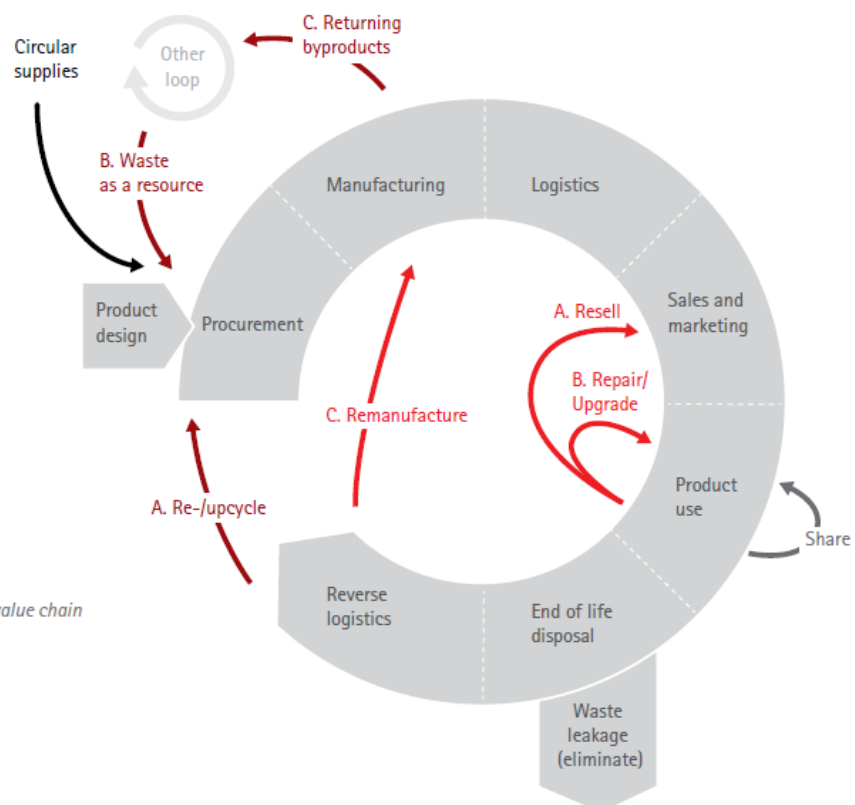 Circular
supplies
Other
loop
C. Returning
byproducts
B. Waste
as a resource
Manufacturing
Logistics
Product
design
Procurement
Sales and
marketing
A. Resell
B. Repair/
Upgrade
C. Remanufacture
Product
use
A. Re-/upcycle
Share
Reverse
logistics
End of life
disposal
value chain
Waste
leakage
(eliminate)